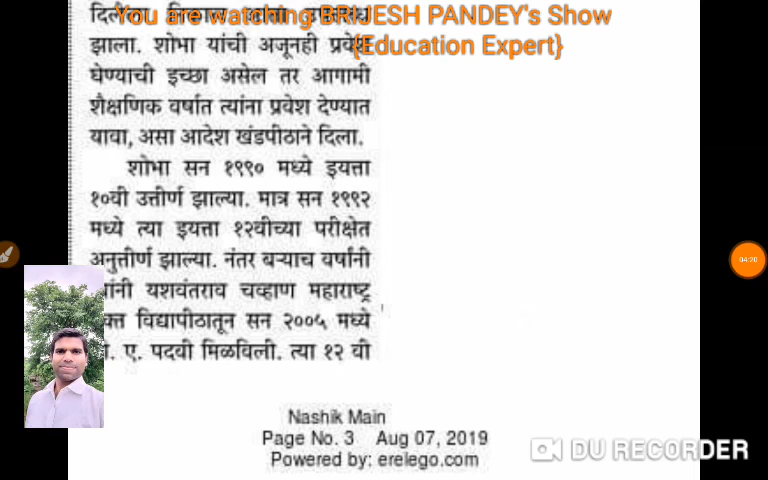 You are watching BRIJESH PANDEY's Show
{Education Expert}
झाला. शोभा यांची अजूनही प्रवेश
घेण्याची इच्छा असेल तर आगामी
शैक्षणिक वर्षात त्यांना प्रवेश देण्यात
यावा, असा आदेश खंडपीठाने दिला.
शोभा सन १९९० मध्ये इयत्ता
१०वी उत्तीर्ण झाल्या. मात्र सन १९९२
मध्ये त्या इयत्ता १२वीच्या परीक्षेत
अनुत्तीर्ण झाल्या. नंतर बऱ्याच वर्षांनी
यशवंतराव चव्हाण महाराष्ट्र
विद्यापीठातून सन २००५ मध्ये
ए. पदवी मिळविली. त्या १२ वी
04:20
Nashik Main
Page No. 3 Aug 07, 2019
Powered by: erelego.com
DU RECORDER